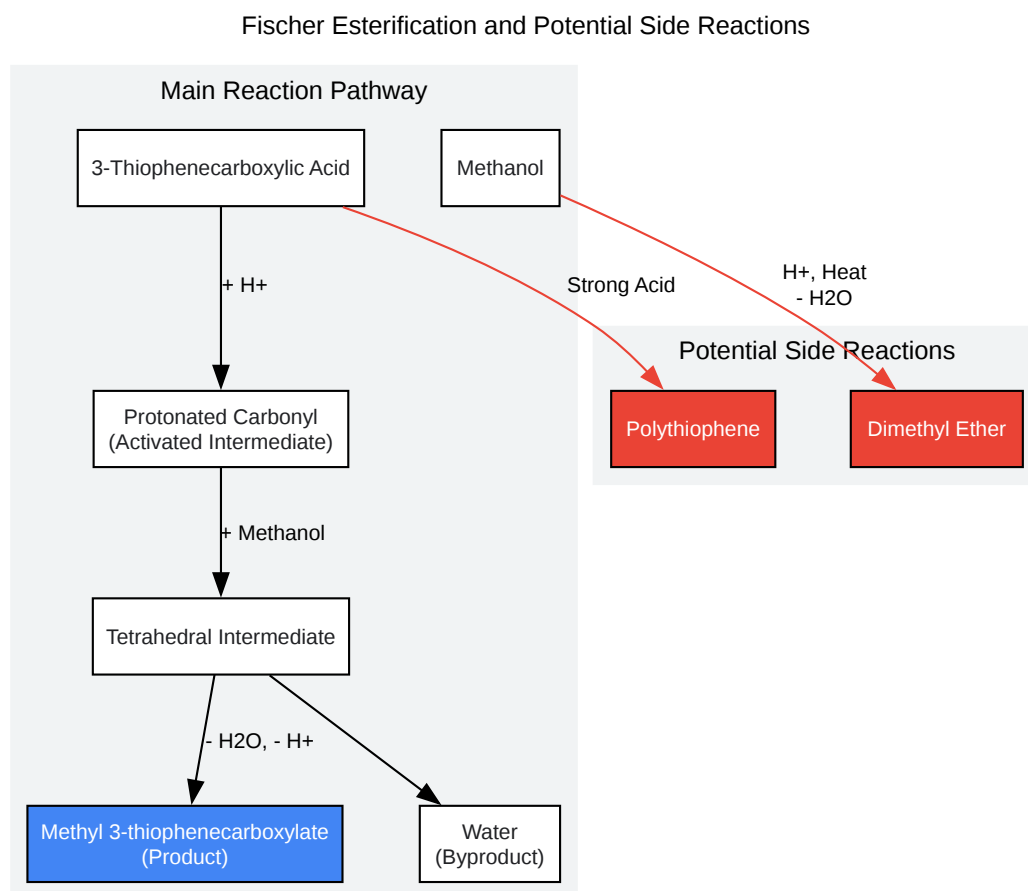 Fischer Esterification and Potential Side Reactions
Main Reaction Pathway
3-Thiophenecarboxylic Acid
Methanol
+ H+
Strong Acid
H+, Heat
- H2O
Potential Side Reactions
Protonated Carbonyl
(Activated Intermediate)
Polythiophene
Dimethyl Ether
+ Methanol
Tetrahedral Intermediate
- H2O, - H+
Methyl 3-thiophenecarboxylate
(Product)
Water
(Byproduct)